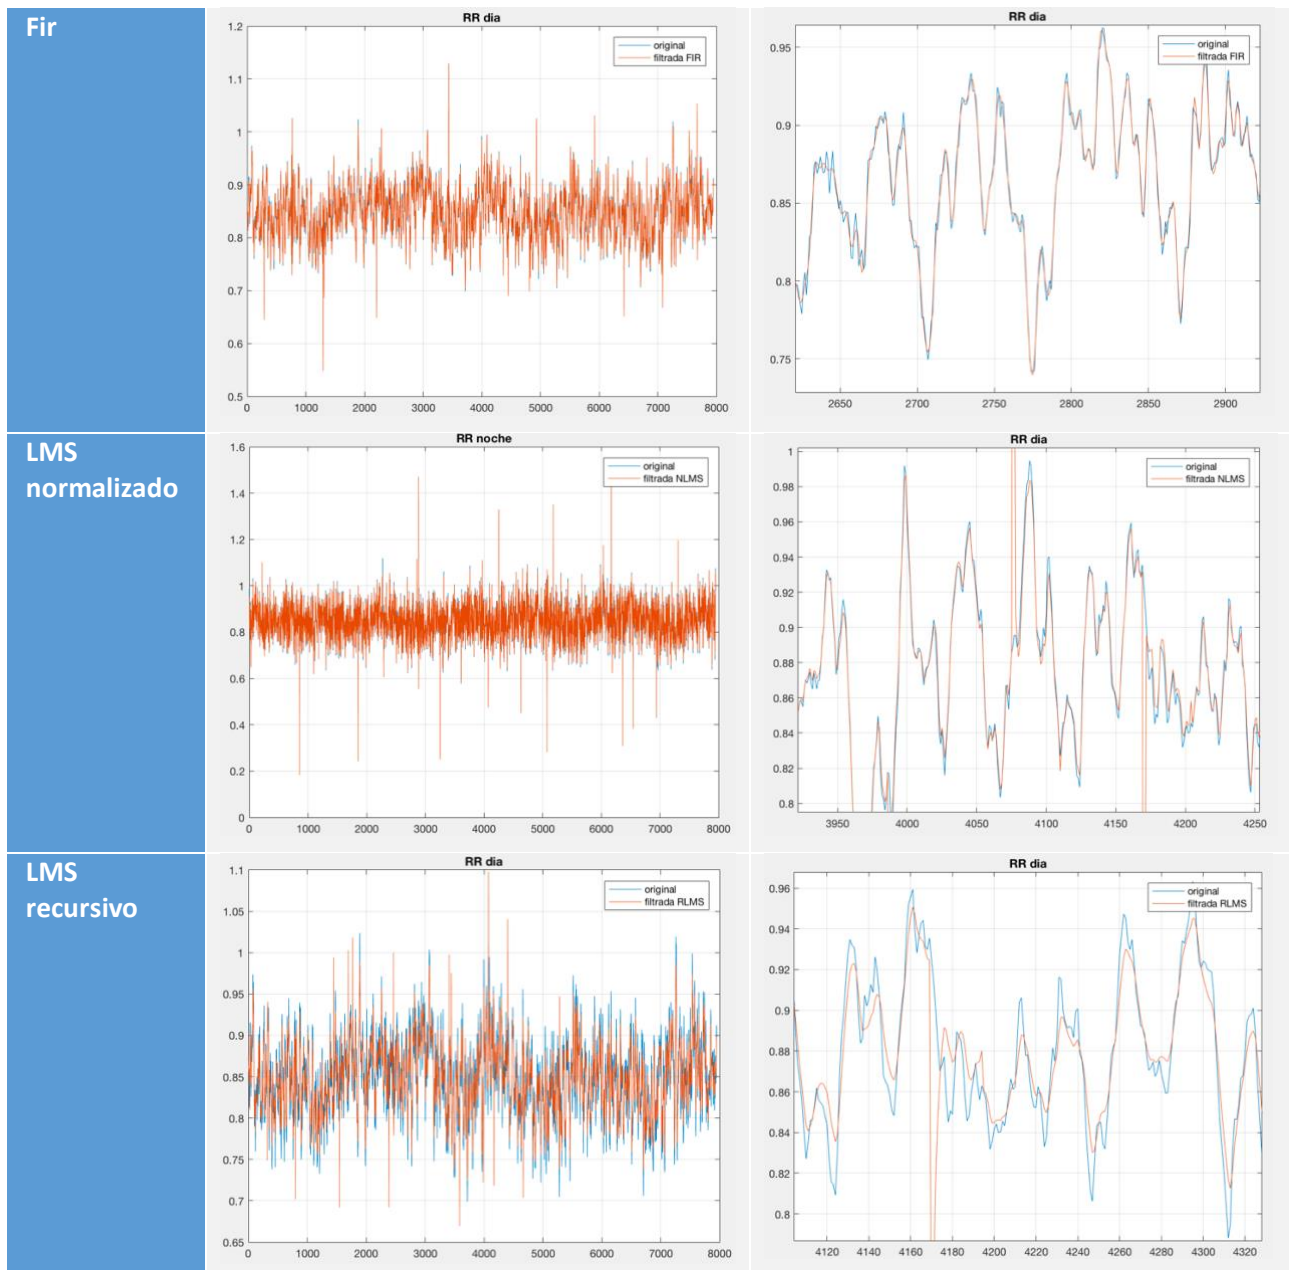 Fir
RR dia
1.2
1.1
1
0.9
0.8
0.7
0.6
0.5
0 1000 2000 3000 4000 5000 6000 7000 8000
original
filtrada FIR
RR dia
0.95
0.9
0.85
0.8
0.75
2650 2700 2750 2800 2850 2900
original
filtrada FIR
LMS
normalizado
RR noche
1.6
1.4
1.2
1
0.8
0.6
0.4
0.2
0
0 1000 2000 3000 4000 5000 6000 7000 8000
original
filtrada NLMS
RR dia
1
0.98
0.96
0.94
0.92
0.9
0.88
0.86
0.84
0.82
0.8
3950 4000 4050 4100 4150 4200 4250
original
filtrada NLMS
LMS
recursivo
RR dia
1.1
1.05
1
0.95
0.9
0.85
0.8
0.75
0.7
0.65
0 1000 2000 3000 4000 5000 6000 7000 8000
original
filtrada RLMS
RR dia
0.96
0.94
0.92
0.9
0.88
0.86
0.84
0.82
0.8
4120 4140 4160 4180 4200 4220 4240 4260 4280 4300 4320
original
filtrada RLMS